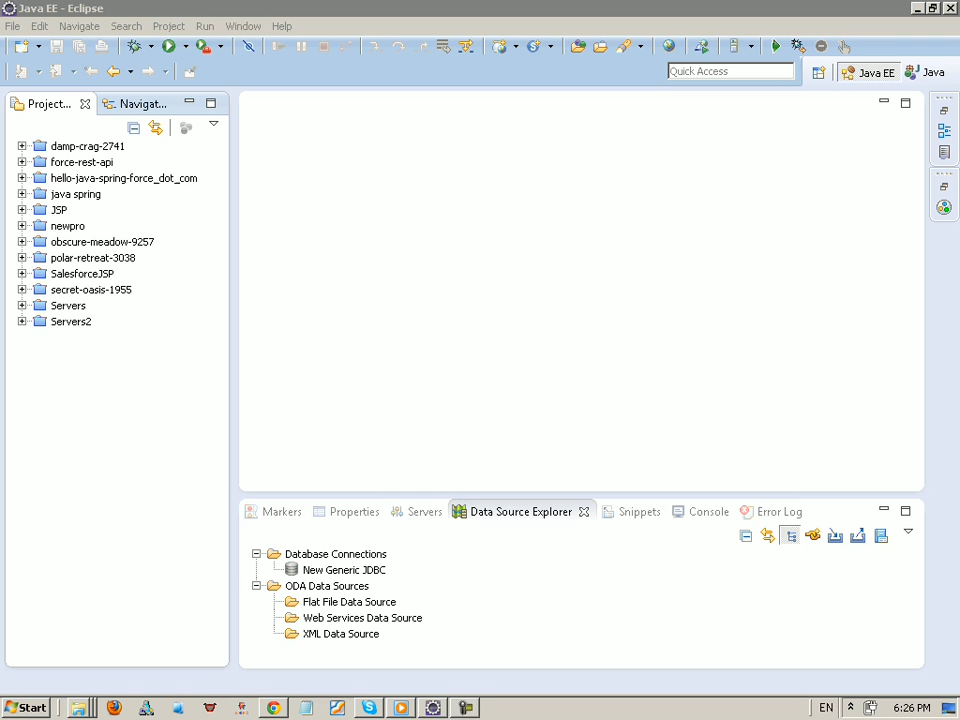 Java EE - Eclipse
File Edit Navigate Search Project Run Window Help
Quick Access
Java EE
Java
Project...
Navigat...
damp-crag-2741
force-rest-api
hello-java-spring-force_dot_com
java spring
JSP
newpro
obscure-meadow-9257
polar-retreat-3038
SalesforceJSP
secret-oasis-1955
Servers
Servers2
Markers Properties Servers Data Source Explorer Snippets Console Error Log
Database Connections
New Generic JDBC
ODA Data Sources
Flat File Data Source
Web Services Data Source
XML Data Source
Start
EN
6:26 PM